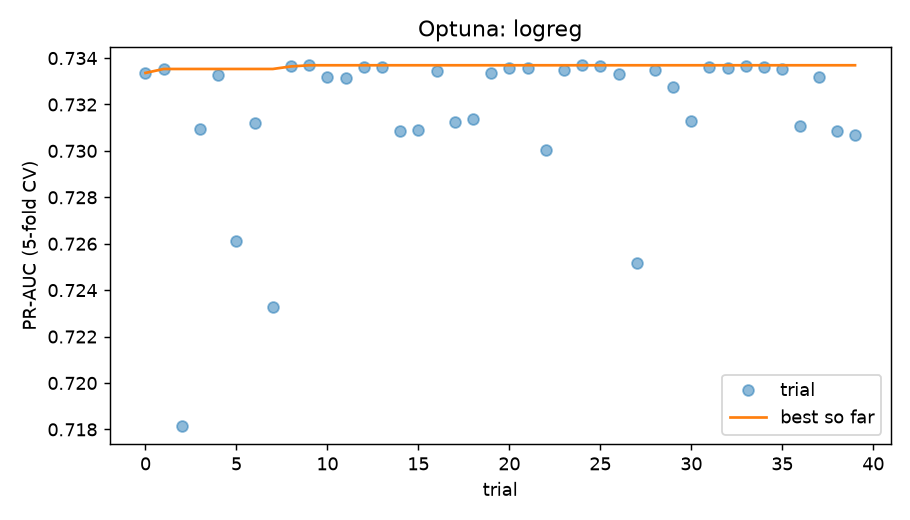 Optuna: logreg
PR-AUC (5-fold CV)
0.734
0.732
0.730
0.728
0.726
0.724
0.722
0.720
0.718
trial
best so far
0 5 10 15 20 25 30 35 40
trial